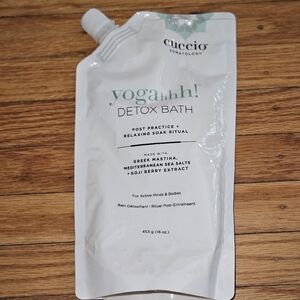 cuccio
SOMATOLOGY
yogahhh!
DETOX BATH
POST PRACTICE +
RELAXING SOAK RITUAL
MADE WITH
GREEK MASTIHA,
MEDITERRANEAN SEA SALTS
+ GOJI BERRY EXTRACT
For Active Minds & Bodies
Bain Détoxifiant | Rituel Post-Entraînement
453 g (16 oz)